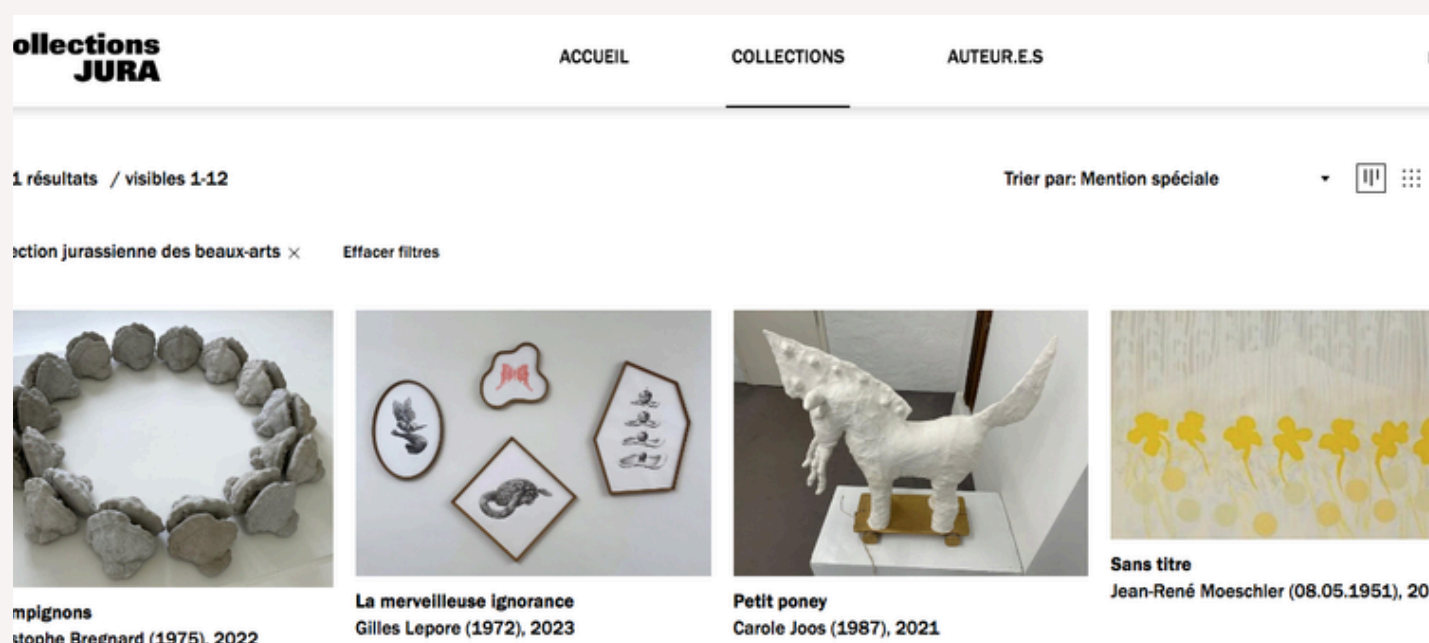 ollections
JURA
ACCUEIL COLLECTIONS AUTEUR.E.S
1 résultats / visibles 1-12
Trier par: Mention spéciale
ection jurassienne des beaux-arts × Effacer filtres
mpignons
stophe Bregnard (1975), 2022
La merveilleuse ignorance
Gilles Lepore (1972), 2023
Petit poney
Carole Joos (1987), 2021
Sans titre
Jean-René Moeschler (08.05.1951), 20